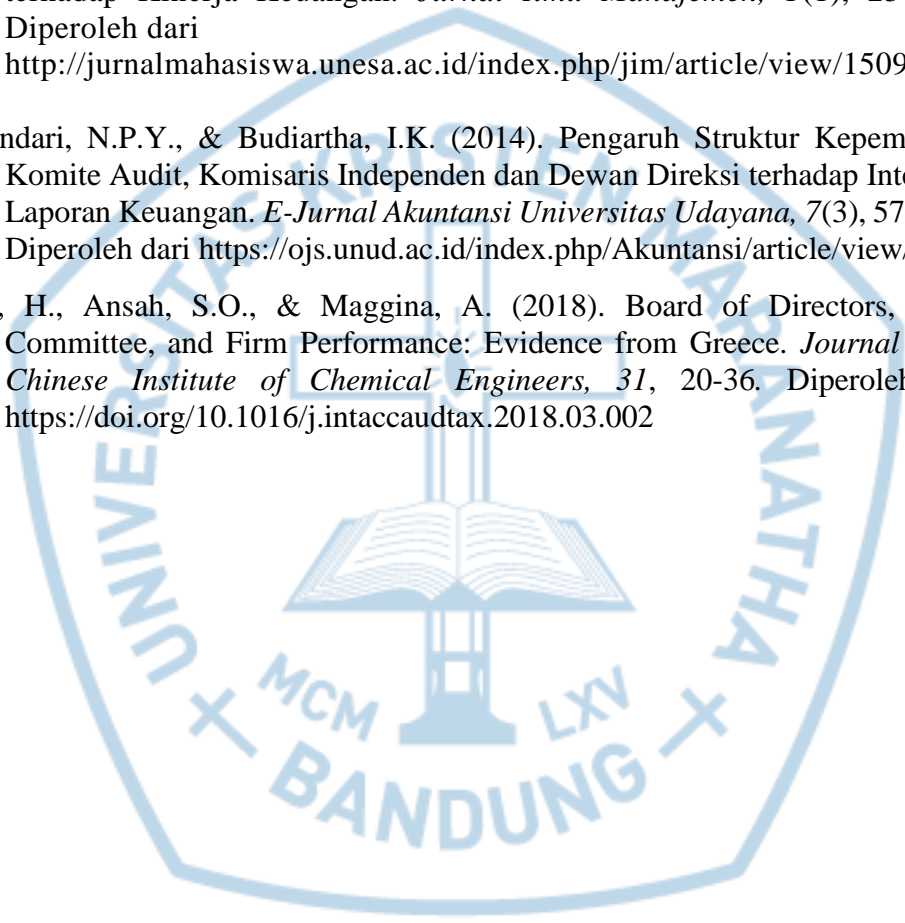 terhadap Kinerja Keuangan. Jurnal Ilmu Manajemen, 1(1),
Diperoleh dari
http://jurnalmahasiswa.unesa.ac.id/index.php/jim/article/view/1509
ndari, N.P.Y., & Budiartha, I.K. (2014). Pengaruh Struktur Kepem
Komite Audit, Komisaris Independen dan Dewan Direksi terhadap Inte
Laporan Keuangan. E-Jurnal Akuntansi Universitas Udayana, 7(3), 57
Diperoleh dari https://ojs.unud.ac.id/index.php/Akuntansi/article/view/
, H., Ansah, S.O., & Maggina, A. (2018). Board of Directors,
Committee, and Firm Performance: Evidence from Greece. Journal
Chinese Institute of Chemical Engineers, 31, 20-36. Diperoleh
https://doi.org/10.1016/j.intaccaudtax.2018.03.002
UNIVERSITAS KRISTEN MARANATHA
MCM LXV
BANDUNG